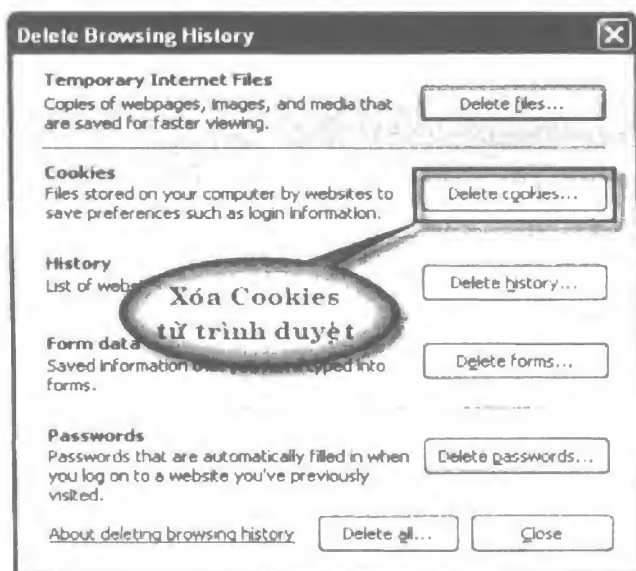 Delete Browsing History
Temporary Internet Files
Copies of webpages, images, and media that
are saved for faster viewing.
Delete files...
Cookies
Files stored on your computer by websites to
save preferences such as login information.
Delete cookies...
History
List of
Delete history...
Xóa Cookies
từ trình duyệt
Form data
Saved information typed into
forms.
Delete forms...
Passwords
Passwords that are automatically filled in when
you log on to a website you've previously
visited.
Delete passwords...
About deleting browsing history
Delete all...
Close